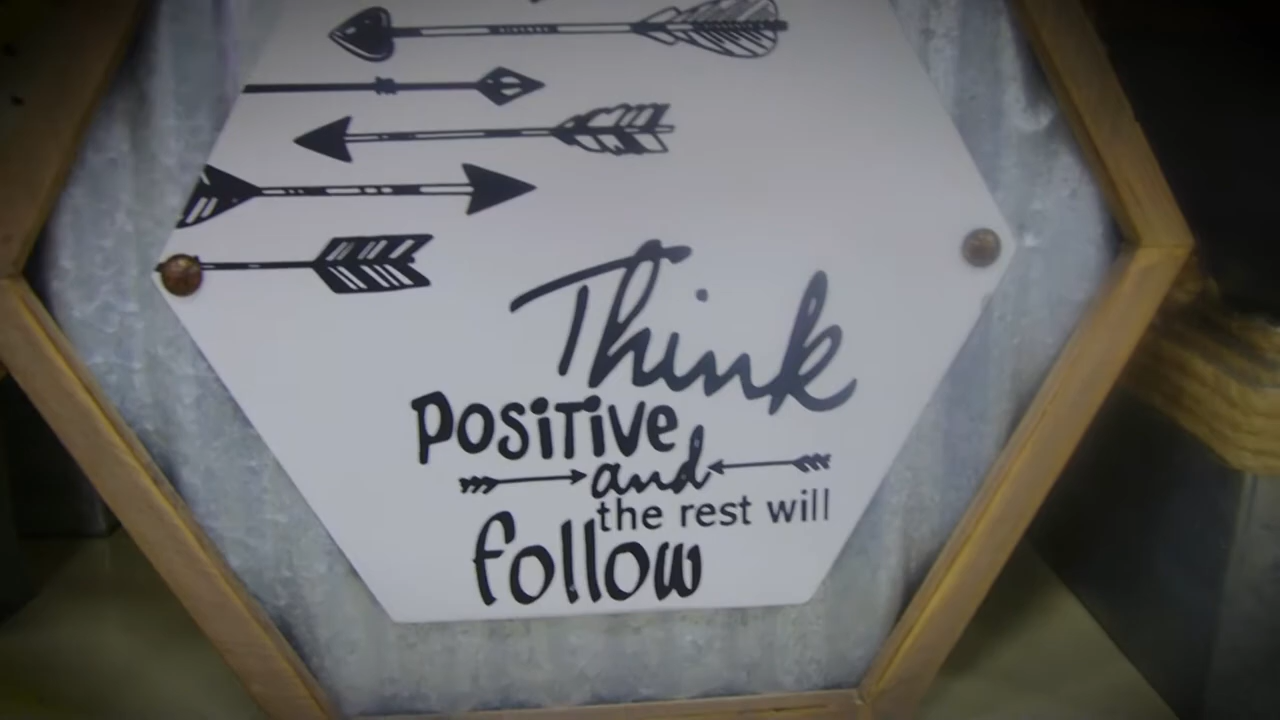 Think
positive
and
the rest will
follow